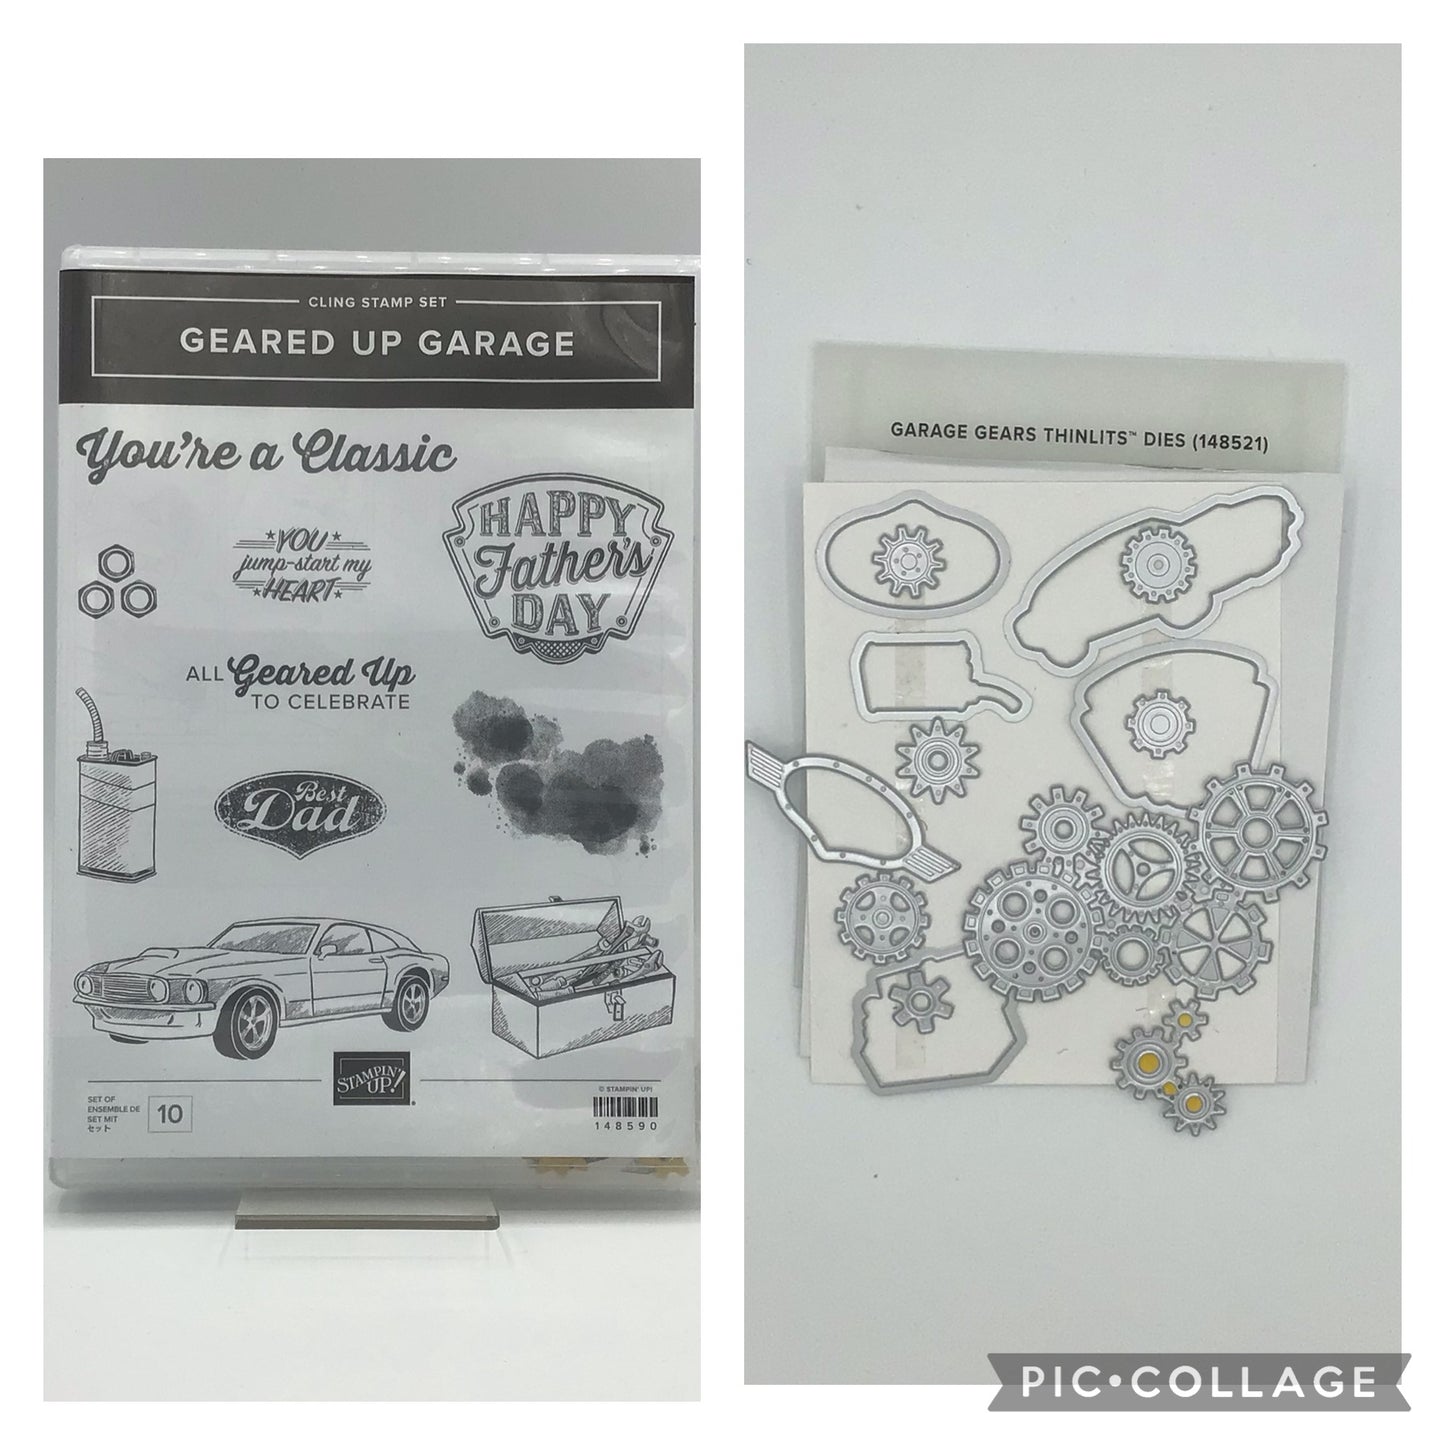 CLING STAMP SET
GEARED UP GARAGE
You're a Classic
YOU
jump-start my
HEART
HAPPY
Father's
DAY
ALL Geared Up
TO CELEBRATE
Best
Dad
STAMPIN' UP!
SET OF
ENSEMBLE DE
SET MIT
セット
10
© STAMPIN' UP!
148590
GARAGE GEARS THINLITS™ DIES (148521)
PIC•COLLAGE